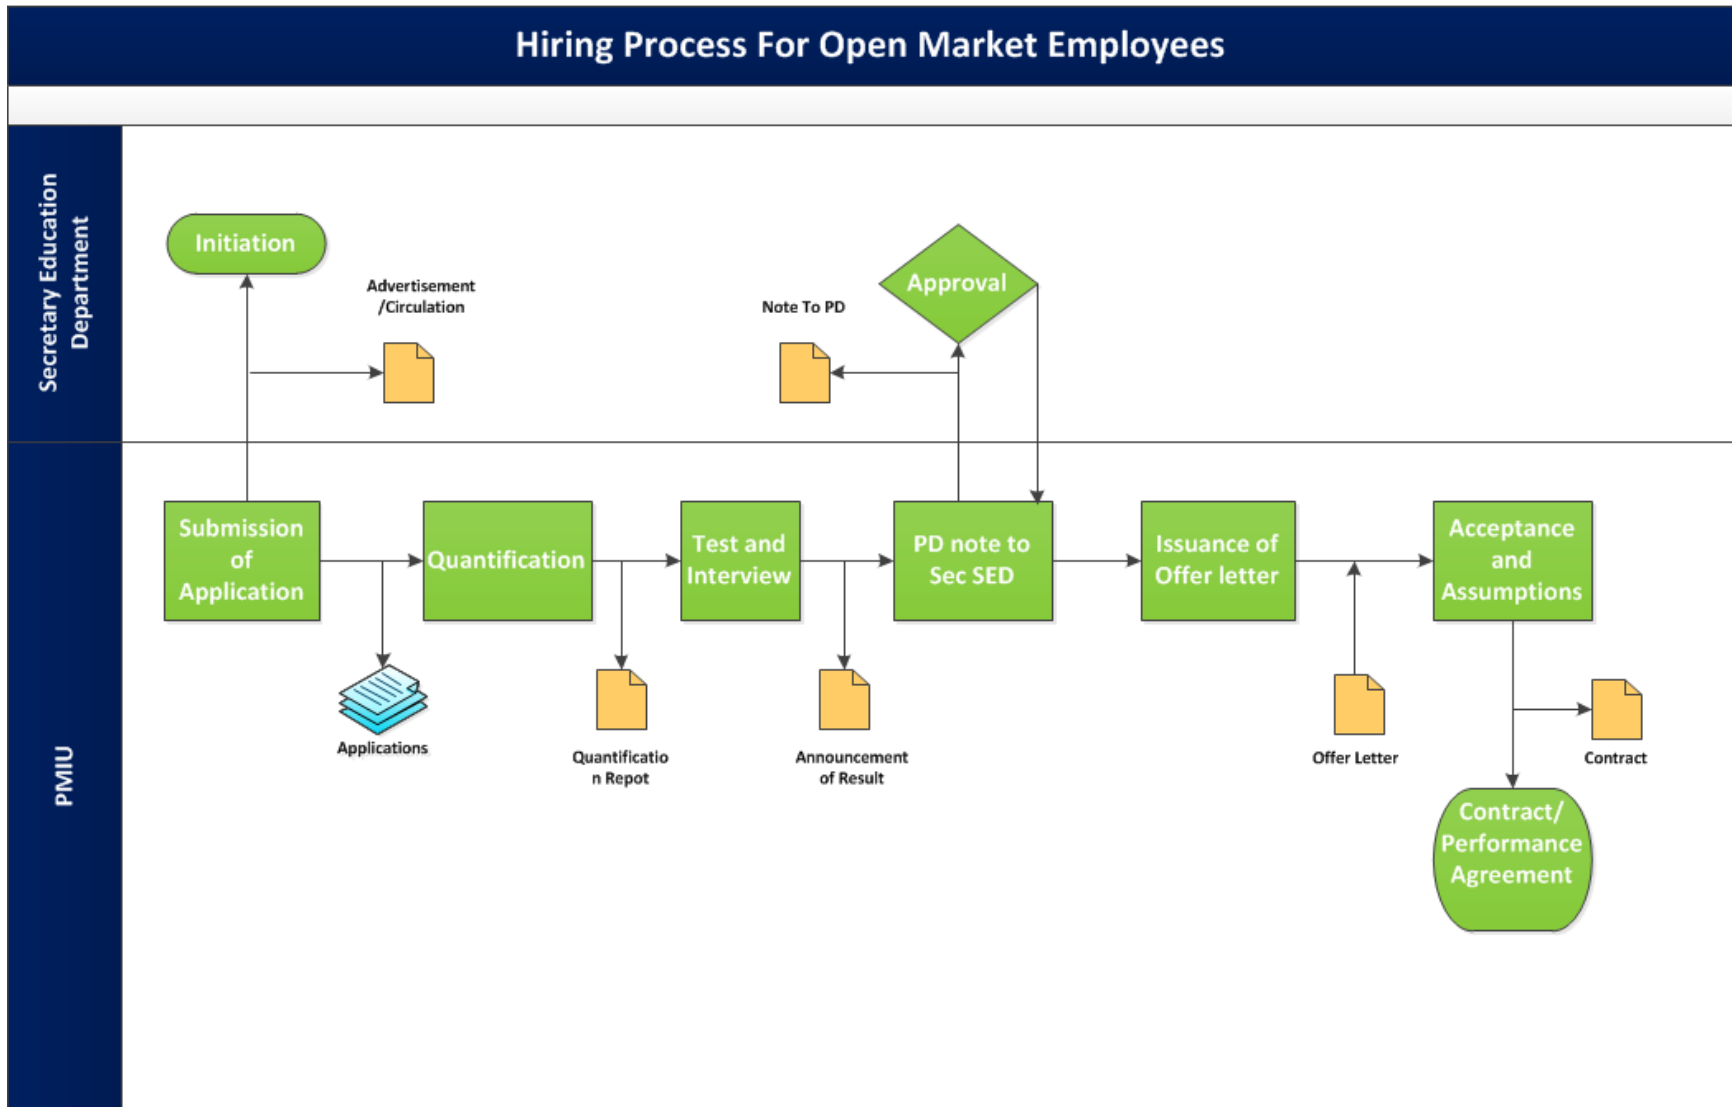 Hiring Process For Open Market Employees
Secretary Education
Department
Initiation
Advertisement
/Circulation
Note To PD
Approval
PMIU
Submission
of
Application
Quantification
Test and
Interview
PD note to
Sec SED
Issuance of
Offer letter
Acceptance
and
Assumptions
Applications
Quantificatio
n Repot
Announcement
of Result
Offer Letter
Contract
Contract/
Performance
Agreement